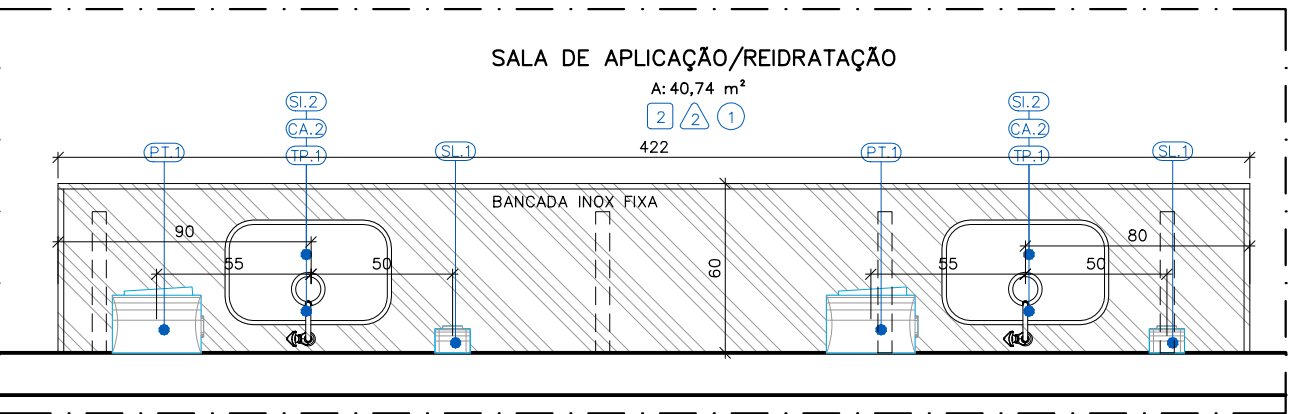 SALA DE APLICAÇÃO/REIDRATAÇÃO
A: 40,74 m²
2 2 1
SI.2 SI.2
CA.2 CA.2
PT.1 TP.1 SL.1 422 PT.1 TP.1 SL.1
BANCADA INOX FIXA
90 80
55 50 60 55 50